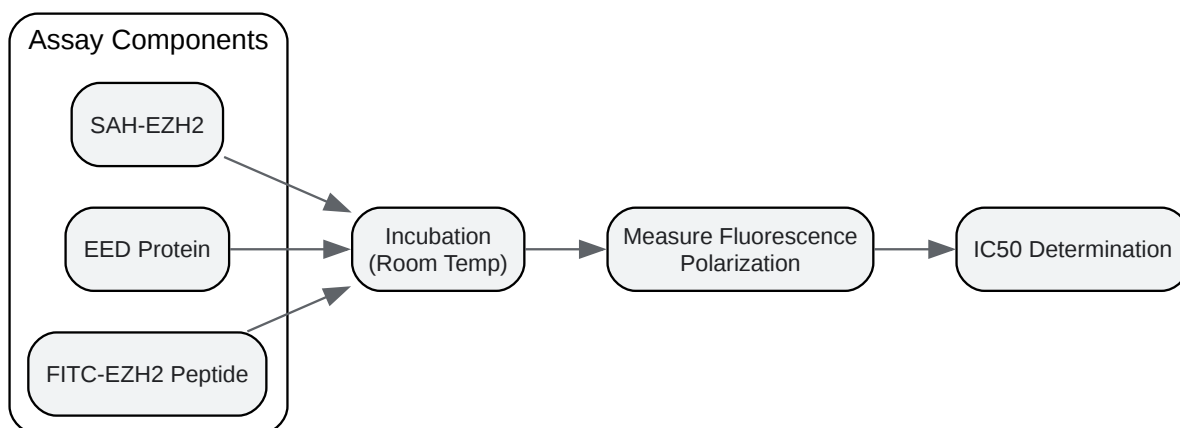 Assay Components
SAH-EZH2
EED Protein
FITC-EZH2 Peptide
Incubation
(Room Temp)
Measure Fluorescence
Polarization
IC50 Determination